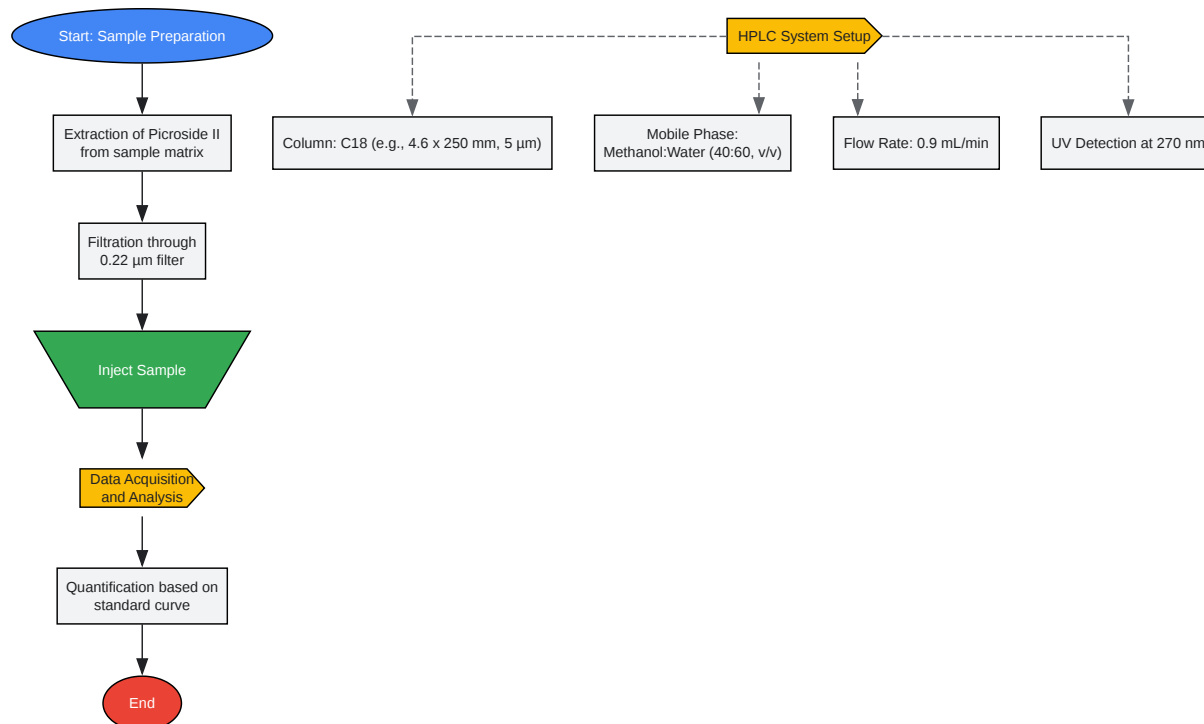 Start: Sample Preparation
HPLC System Setup
Extraction of Picroside II
from sample matrix
Column: C18 (e.g., 4.6 x 250 mm, 5 µm)
Mobile Phase:
Methanol:Water (40:60, v/v)
Flow Rate: 0.9 mL/min
UV Detection at 270 nm
Filtration through
0.22 µm filter
Inject Sample
Data Acquisition
and Analysis
Quantification based on
standard curve
End